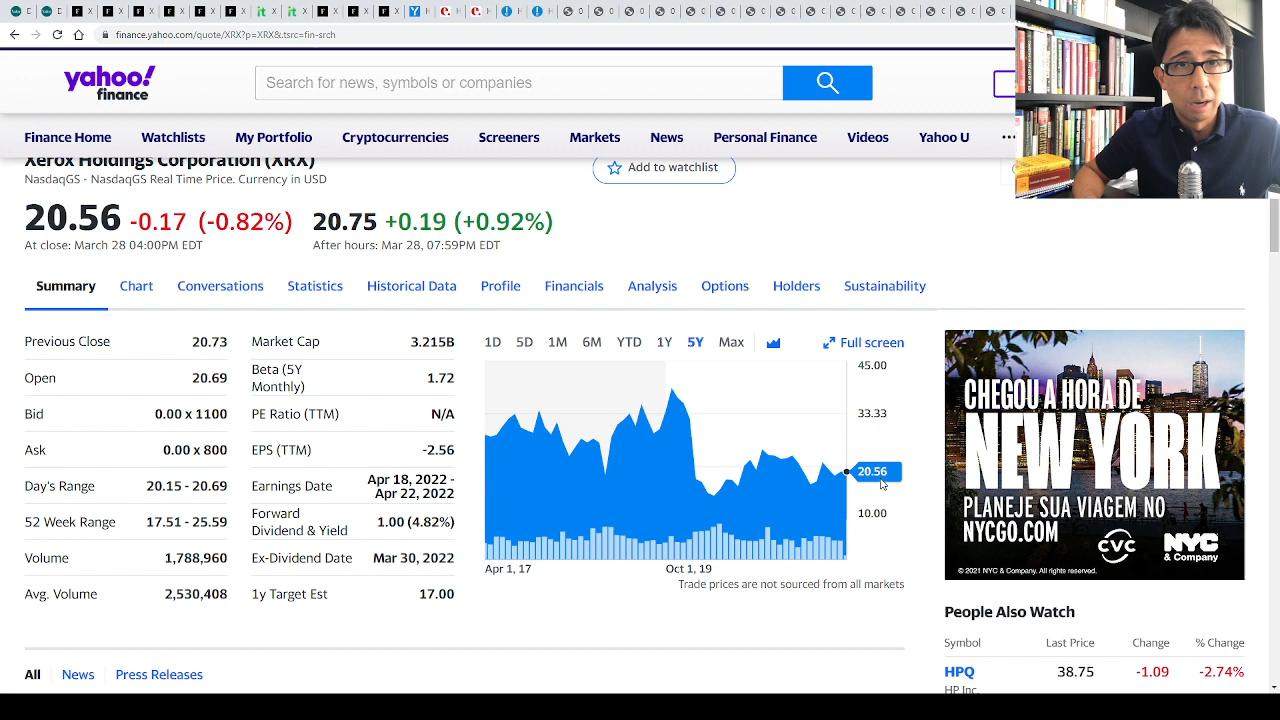 finance.yahoo.com/quote/XRX?p=XRX&.tsrc=fin-srch
yahoo!
finance
Search for news, symbols or companies
Finance Home Watchlists My Portfolio Cryptocurrencies Screeners Markets News Personal Finance Videos Yahoo U ...
Xerox Holdings Corporation (XRX)
NasdaqGS - NasdaqGS Real Time Price. Currency in USD
Add to watchlist
20.56 -0.17 (-0.82%) 20.75 +0.19 (+0.92%)
At close: March 28 04:00PM EDT After hours: Mar 28, 07:59PM EDT
Summary Chart Conversations Statistics Historical Data Profile Financials Analysis Options Holders Sustainability
Previous Close 20.73
Open 20.69
Bid 0.00 x 1100
Ask 0.00 x 800
Day's Range 20.15 - 20.69
52 Week Range 17.51 - 25.59
Volume 1,788,960
Avg. Volume 2,530,408
Market Cap 3.215B
Beta (5Y
Monthly) 1.72
PE Ratio (TTM) N/A
EPS (TTM) -2.56
Earnings Date Apr 18, 2022 -
Apr 22, 2022
Forward
Dividend & Yield 1.00 (4.82%)
Ex-Dividend Date Mar 30, 2022
1y Target Est 17.00
1D 5D 1M 6M YTD 1Y 5Y Max Full screen
45.00
33.33
20.56
10.00
Apr 1, 17 Oct 1, 19
Trade prices are not sourced from all markets
CHEGOU A HORA DE
NEW YORK
PLANEJE SUA VIAGEM NO
NYCGO.COM
CVC
NYC
& Company
© 2021 NYC & Company. All rights reserved.
People Also Watch
Symbol Last Price Change % Change
HPQ 38.75 -1.09 -2.74%
HP Inc.
All News Press Releases